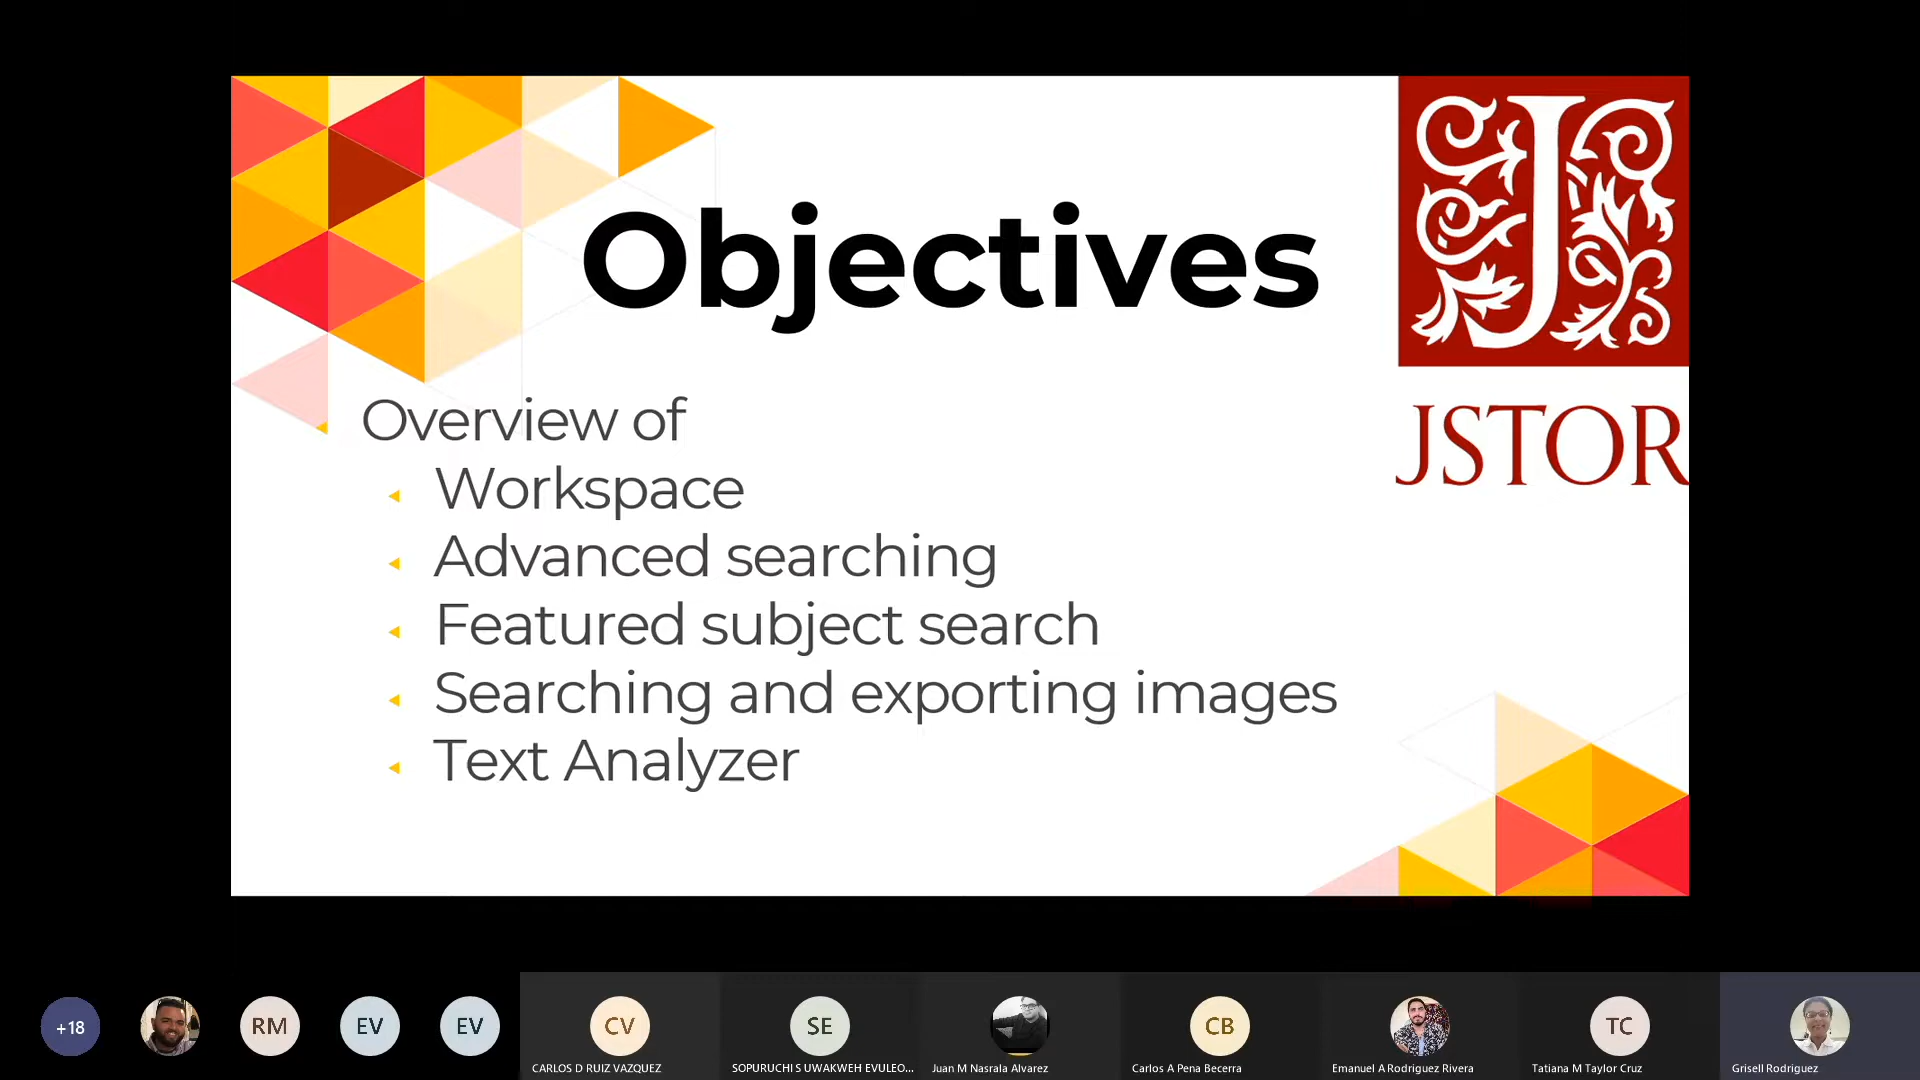 Objectives
JSTOR
Overview of
Workspace
Advanced searching
Featured subject search
Searching and exporting images
Text Analyzer
+18
RM
EV
EV
CV
SE
CB
TC
CARLOS D RUIZ VAZQUEZ
SOPURUCHI S UWAKWEH EVULEO...
Juan M Nasrala Alvarez
Carlos A Pena Becerra
Emanuel A Rodriguez Rivera
Tatiana M Taylor Cruz
Grisell Rodriguez